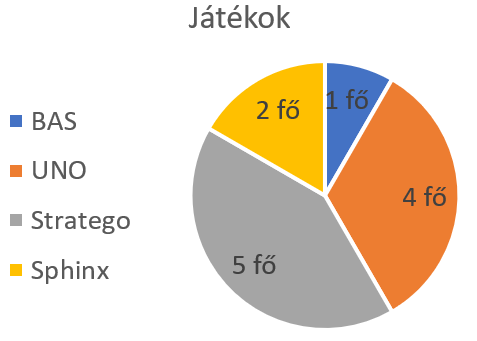 Játékok
BAS
UNO
Stratego
Sphinx
1 fő
4 fő
5 fő
2 fő